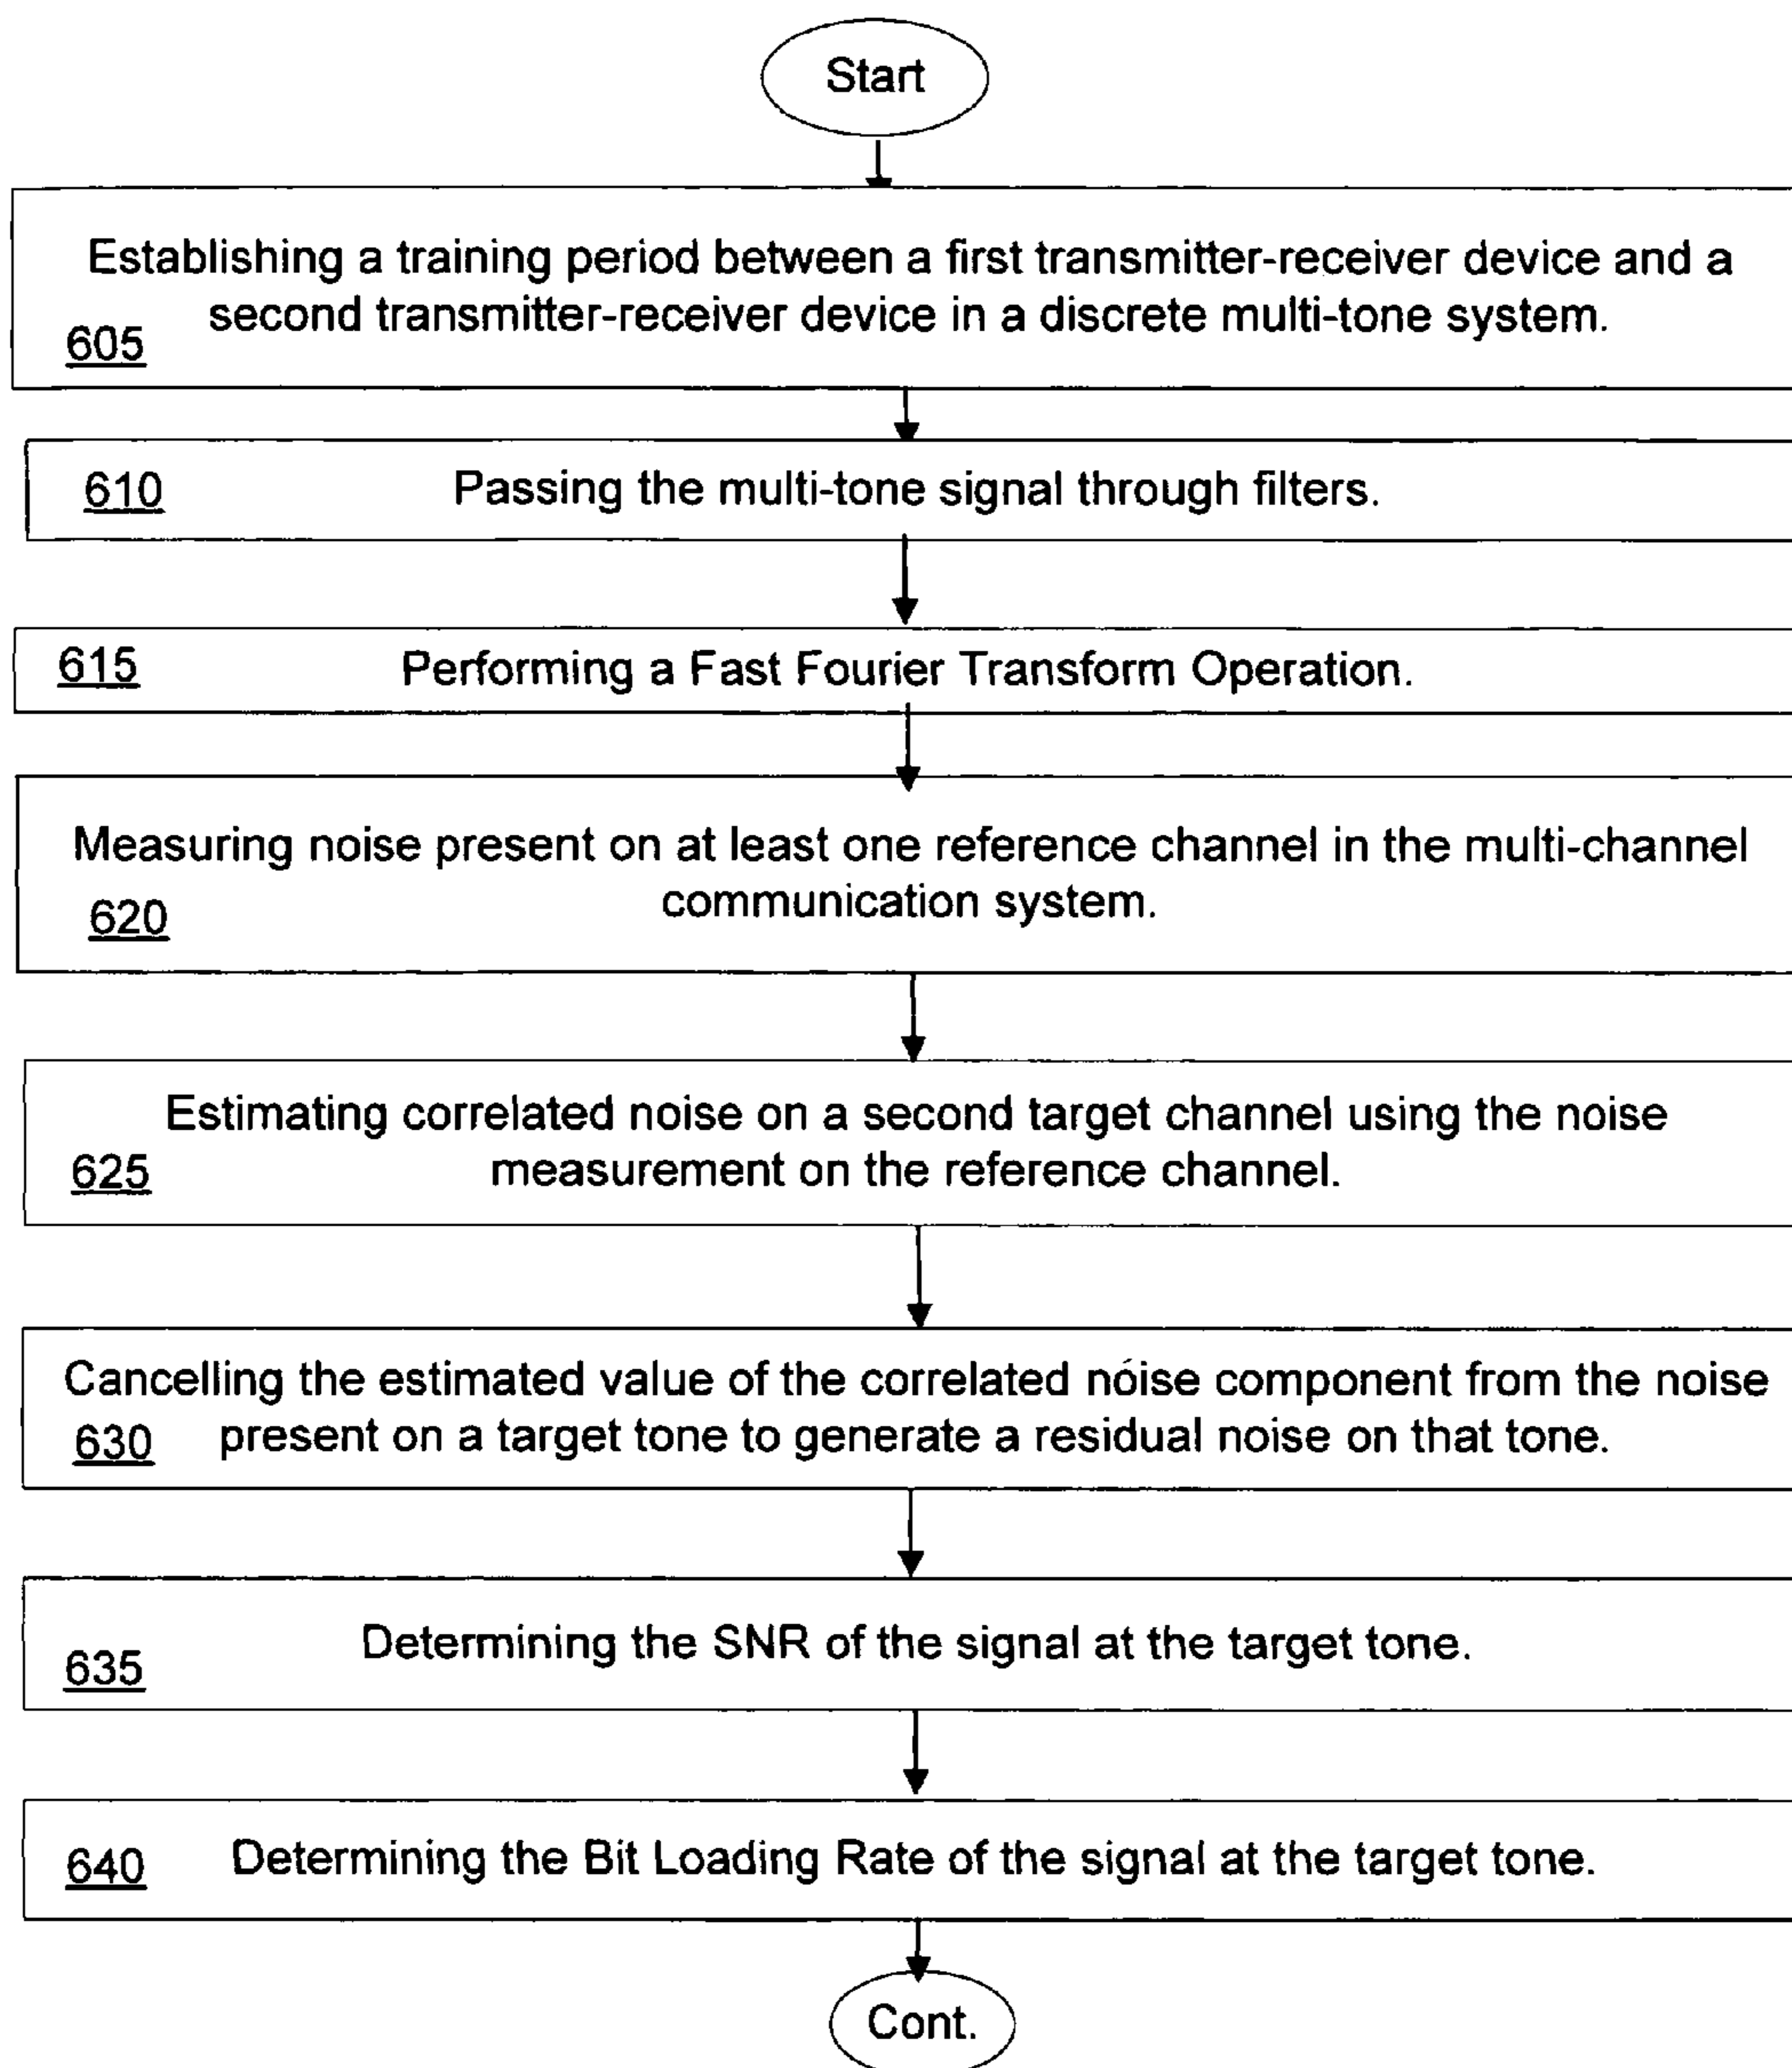 Start
Establishing a training period between a first transmitter-receiver device and a
second transmitter-receiver device in a discrete multi-tone system.
605
610 Passing the multi-tone signal through filters.
615 Performing a Fast Fourier Transform Operation.
Measuring noise present on at least one reference channel in the multi-channel
communication system.
620
Estimating correlated noise on a second target channel using the noise
625 measurement on the reference channel.
Cancelling the estimated value of the correlated noise component from the noise
630 present on a target tone to generate a residual noise on that tone.
635 Determining the SNR of the signal at the target tone.
640 Determining the Bit Loading Rate of the signal at the target tone.
Cont.